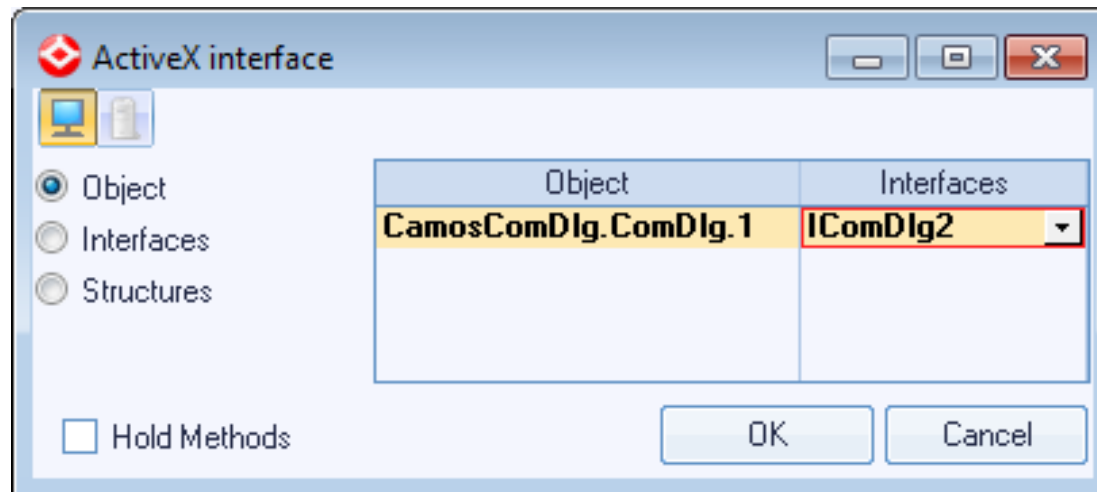 ActiveX interface
Object
Interfaces
Structures
Object Interfaces
CamosComDlg.ComDlg.1 IComDlg2
Hold Methods
OK Cancel